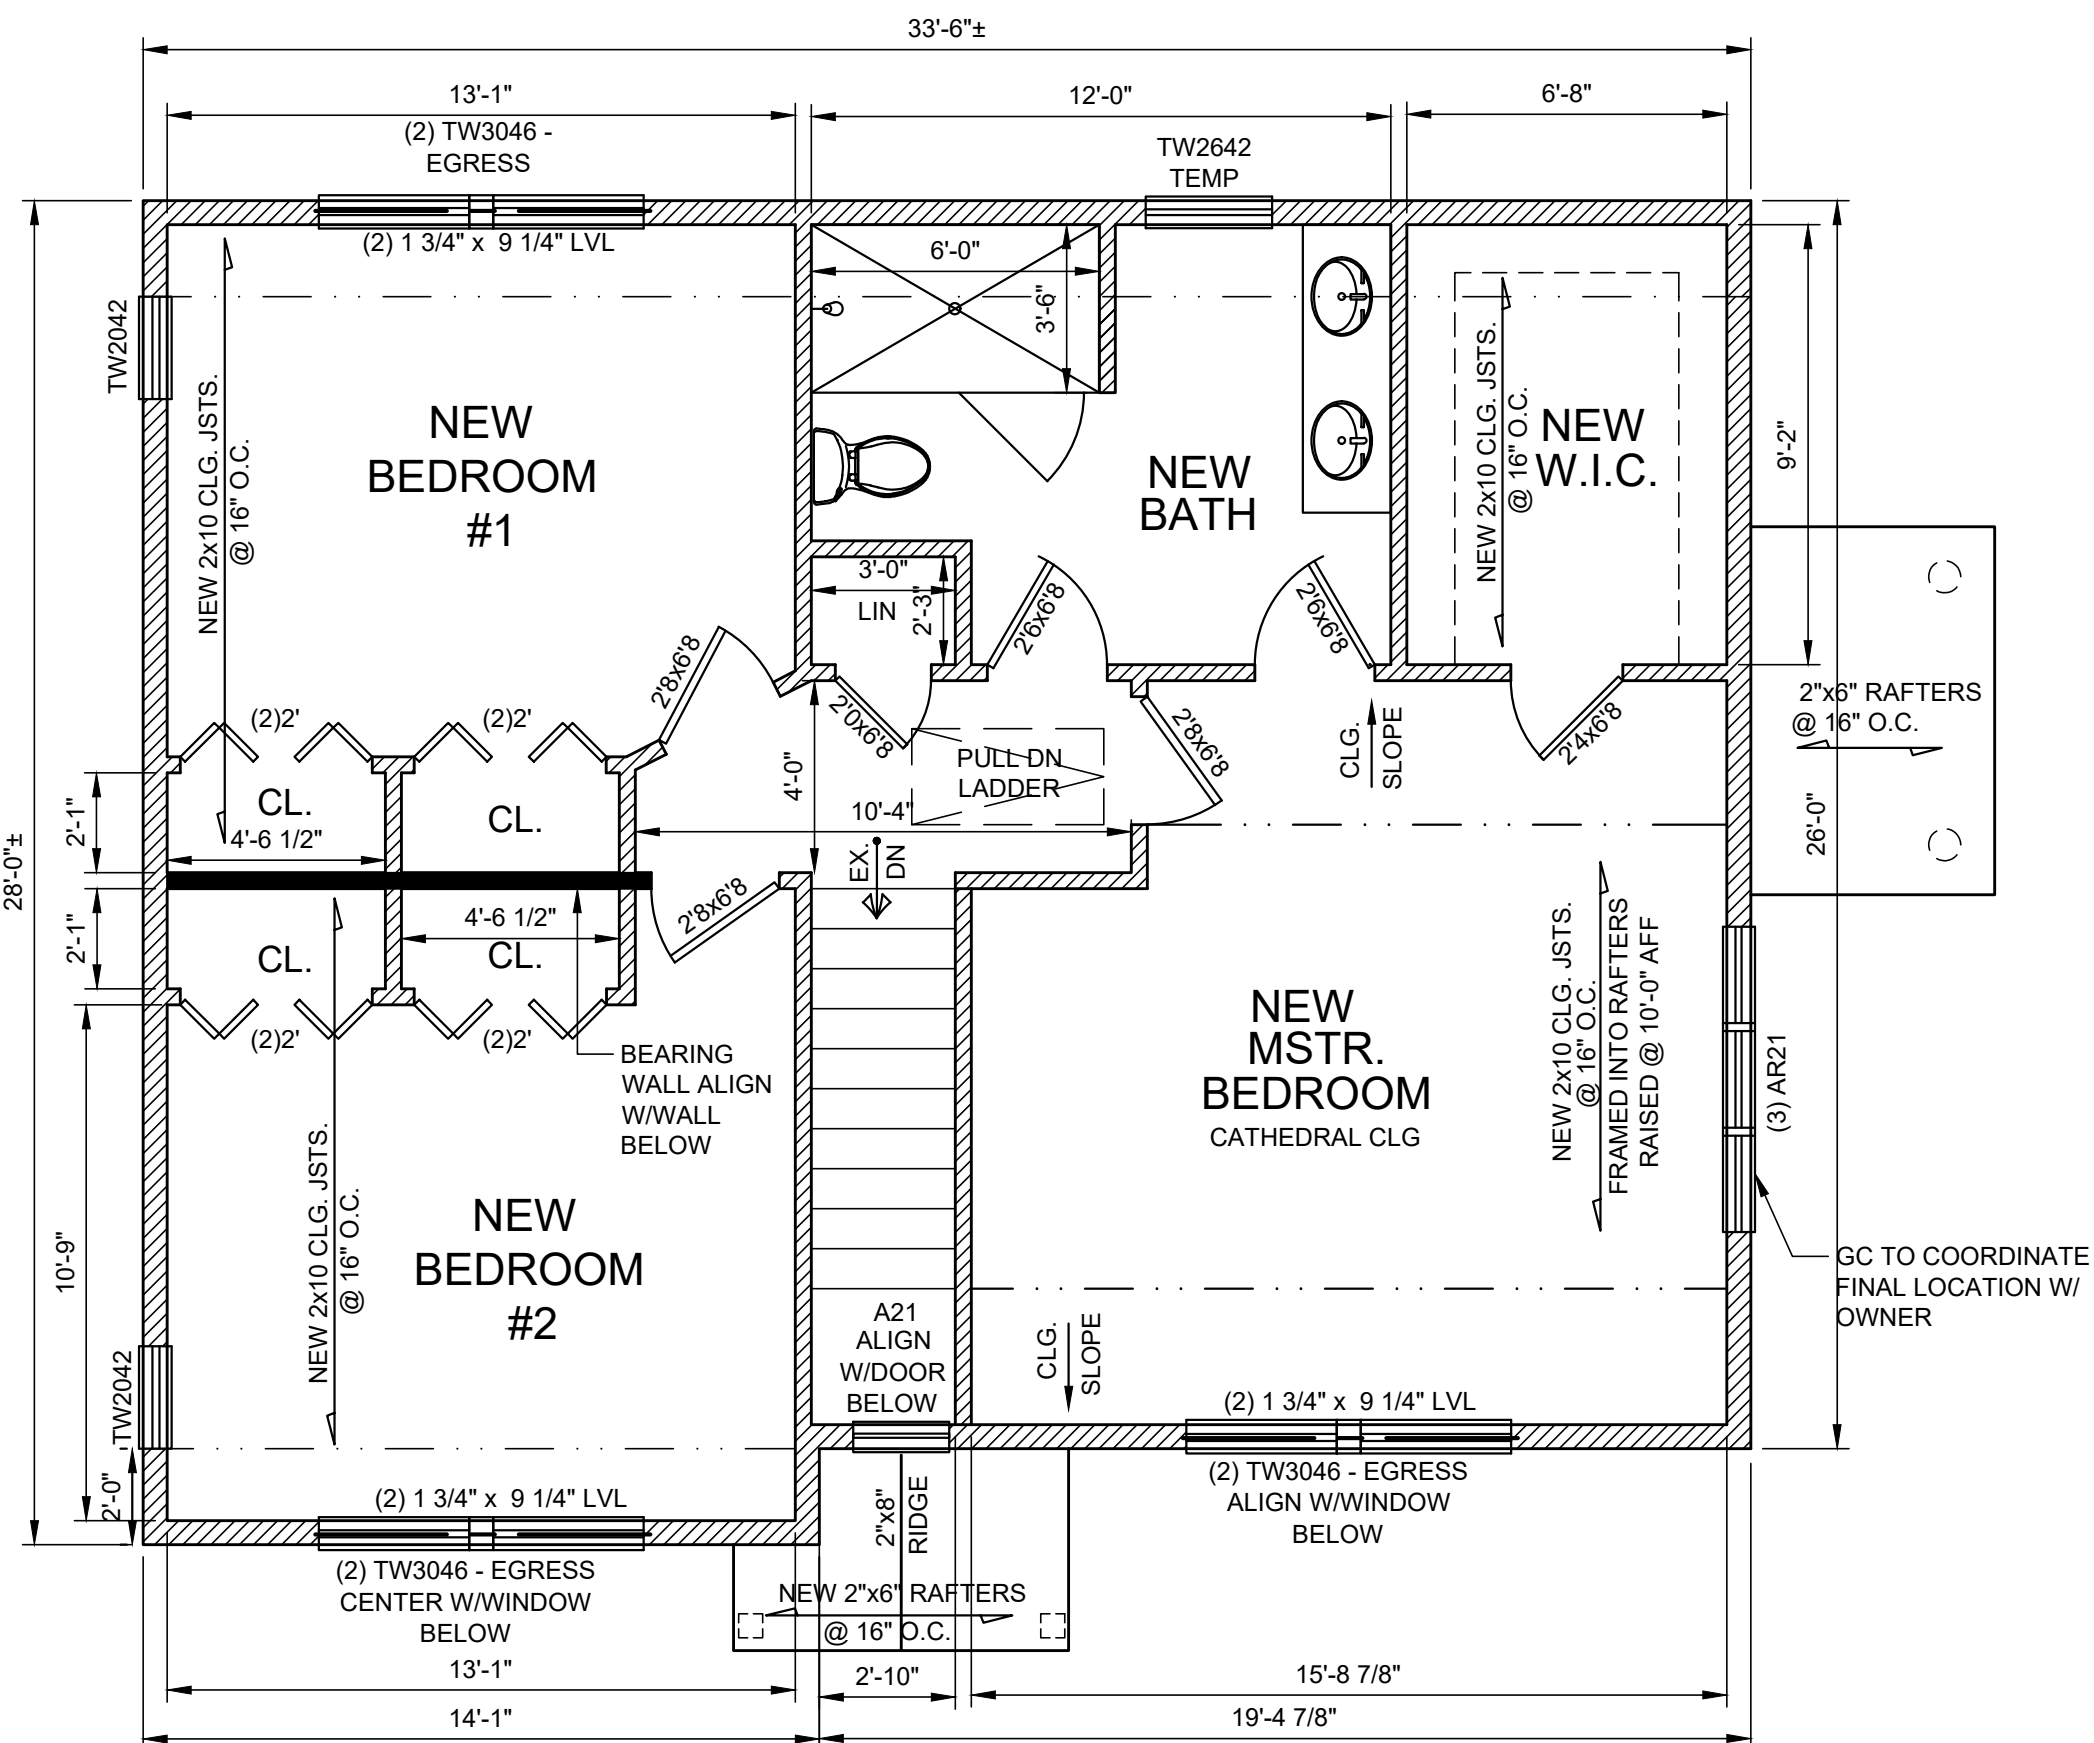 33'-6"±
13'-1"
12'-0"
6'-8"
(2) TW3046 -
EGRESS
TW2642
TEMP
(2) 1 3/4" x 9 1/4" LVL
6'-0"
3'-6"
TW2042
NEW 2x10 CLG. JSTS.
@ 16" O.C.
NEW
BEDROOM
#1
NEW
BATH
NEW 2x10 CLG. JSTS.
@ 16" O.C.
NEW
W.I.C.
9'-2"
3'-0"
LIN
2'-3"
2'6x6'8
2'6x6'8
2'8x6'8
2'0x6'8
2'8x6'8
2'4x6'8
2"x6" RAFTERS
@ 16" O.C.
(2)2'
(2)2'
PULL DN
LADDER
CLG.
SLOPE
4'-0"
10'-4"
CL.
4'-6 1/2"
CL.
2'-1"
28'-0"±
26'-0"
EX.
DN
2'8x6'8
2'-1"
4'-6 1/2"
CL.
CL.
(2)2'
(2)2'
BEARING
WALL ALIGN
W/WALL
BELOW
NEW
MSTR.
BEDROOM
CATHEDRAL CLG
NEW 2x10 CLG. JSTS.
@ 16" O.C.
FRAMED INTO RAFTERS
RAISED @ 10'-0" AFF
(3) AR21
10'-9"
NEW 2x10 CLG. JSTS.
@ 16" O.C.
NEW
BEDROOM
#2
GC TO COORDINATE
FINAL LOCATION W/
OWNER
A21
ALIGN
W/DOOR
BELOW
CLG.
SLOPE
TW2042
(2) 1 3/4" x 9 1/4" LVL
2'-0"
(2) 1 3/4" x 9 1/4" LVL
2"x8"
RIDGE
(2) TW3046 - EGRESS
ALIGN W/WINDOW
BELOW
(2) TW3046 - EGRESS
CENTER W/WINDOW
BELOW
NEW 2"x6" RAFTERS
@ 16" O.C.
13'-1"
2'-10"
15'-8 7/8"
14'-1"
19'-4 7/8"